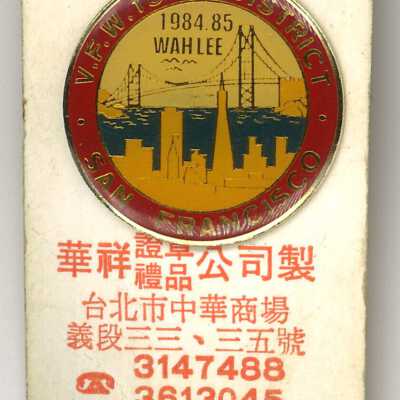 V.F.W. DISTRICT
1984.85
WAH LEE
SAN FRANCISCO
華祥證章禮品公司製
台北市中華商場
義段三三、三五號
☎ 3147488
3613045